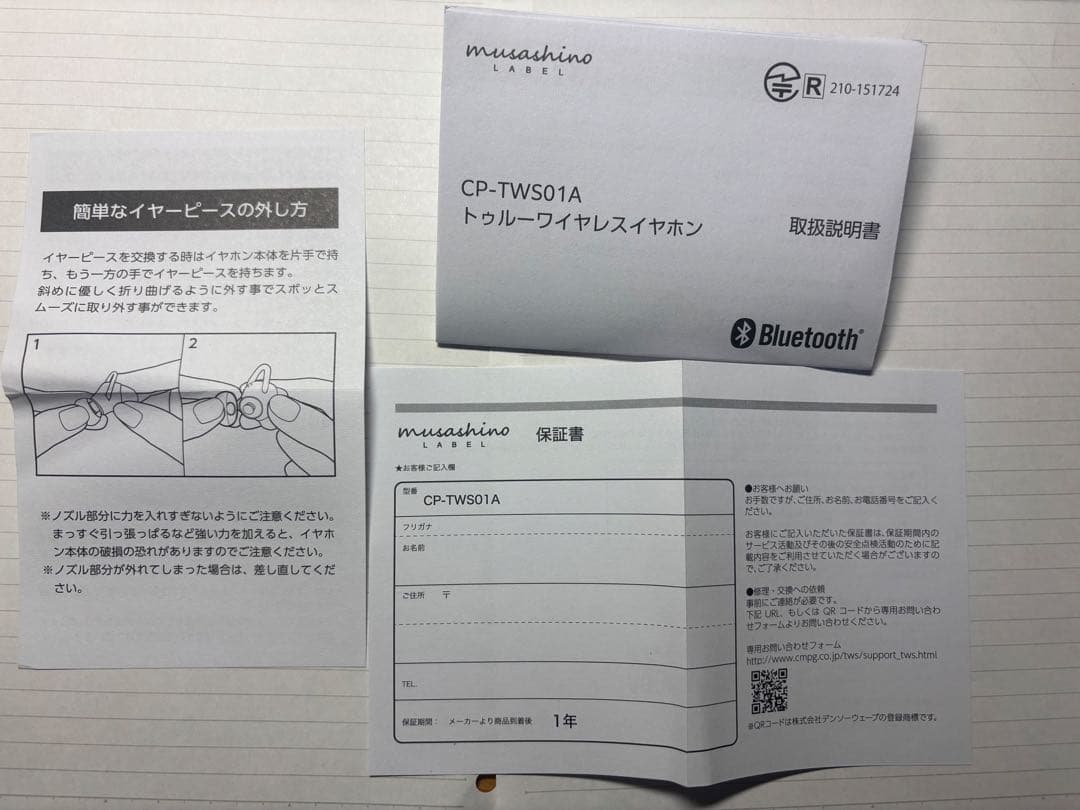 簡単なイヤーピースの外し方
イヤーピースを交換する時はイヤホン本体を片手で持
ち、もう一方の手でイヤーピースを持ちます。
斜めに優しく折り曲げるように外す事でスポッとス
ムーズに取り外す事ができます。
1 2
※ノズル部分に力を入れすぎないようにご注意ください。
まっすぐ引っ張っぱるなど強い力を加えると、イヤホ
ン本体の破損の恐れがありますのでご注意ください。
※ノズル部分が外れてしまった場合は、差し直してくだ
さい。
musashino
LABEL
R 210-151724
CP-TWS01A
トゥルーワイヤレスイヤホン
取扱説明書
Bluetooth®
musashino
LABEL
保証書
★お客様ご記入欄
型番 CP-TWS01A
フリガナ
お名前
ご住所 〒
TEL.
保証期間： メーカーより商品到着後 1年
●お客様へお願い
お手数ですが、ご住所、お名前、お電話番号をご記入く
ださい。
お客様にご記入いただいた保証書は、保証期間内の
サービス活動及びその後の安全点検活動のために記
載内容をご利用させていただく場合がございますの
で、ご了承ください。
●修理・交換への依頼
事前にご連絡が必要です。
下記 URL、もしくは QR コードから専用お問い合わ
せフォームよりお問い合わせください。
専用お問い合わせフォーム
http://www.cmpg.co.jp/tws/support_tws.html
※QRコードは株式会社デンソーウェーブの登録商標です。